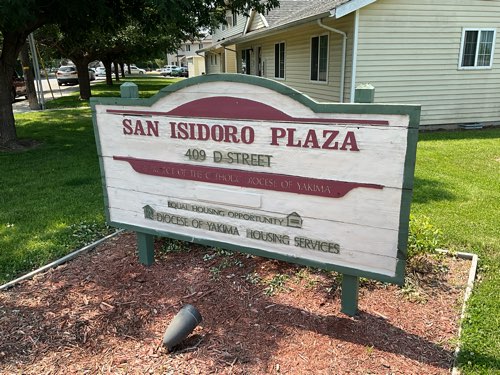 SAN ISIDORO PLAZA
409 D STREET
OF THE CATHOLIC DIOCESE OF YAKIMA
EQUAL HOUSING OPPORTUNITY
DIOCESE OF YAKIMA HOUSING SERVICES